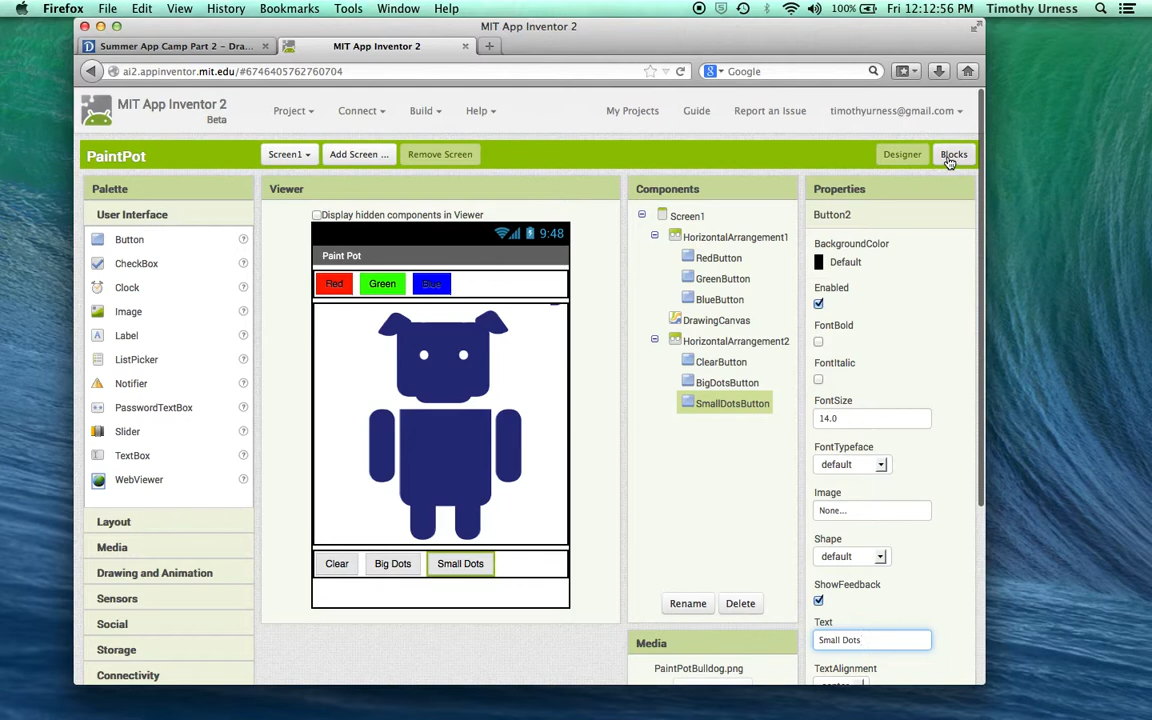 Firefox File Edit View History Bookmarks Tools Window Help 100% Fri 12:12:56 Timothy Urness
MIT App Inventor 2
Summer App Camp Part 2 – Dra... MIT App Inventor 2
ai2.appinventor.mit.edu/#6746405762760704 Google
MIT App Inventor 2
Beta
Project Connect Build Help My Projects Guide Report an Issue timothyurness@gmail.com
PaintPot Screen1 Add Screen ... Remove Screen Designer Blocks
Palette
User Interface
Button ?
CheckBox ?
Clock ?
Image ?
Label ?
ListPicker ?
Notifier ?
PasswordTextBox ?
Slider ?
TextBox ?
WebViewer ?
Layout
Media
Drawing and Animation
Sensors
Social
Storage
Connectivity
Viewer
Display hidden components in Viewer
9:48
Paint Pot
Red Green Blue
Clear Big Dots Small Dots
Components
Screen1
HorizontalArrangement1
RedButton
GreenButton
BlueButton
DrawingCanvas
HorizontalArrangement2
ClearButton
BigDotsButton
SmallDotsButton
Rename Delete
Media
PaintPotBulldog.png
Properties
Button2
BackgroundColor
Default
Enabled
FontBold
FontItalic
FontSize
14.0
FontTypeface
default
Image
None...
Shape
default
ShowFeedback
Text
Small Dots
TextAlignment